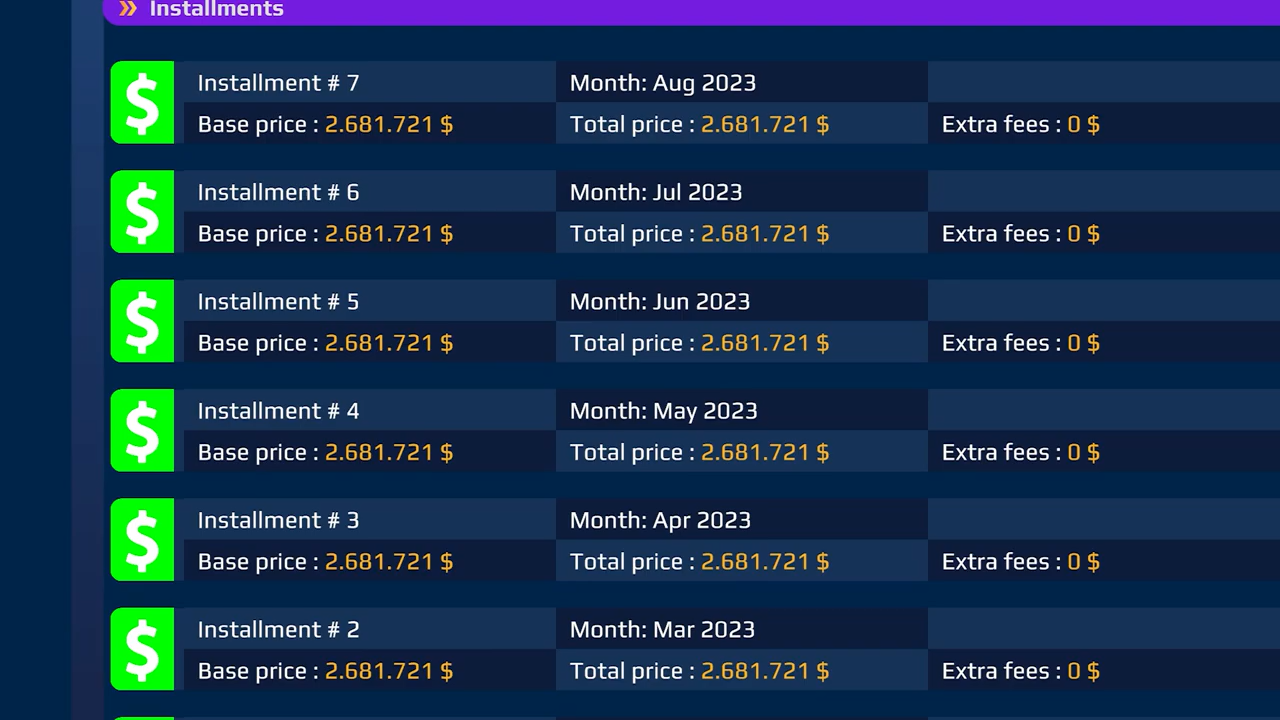 Installments
Installment # 7 Month: Aug 2023
Base price : 2.681.721 $ Total price : 2.681.721 $ Extra fees : 0 $
Installment # 6 Month: Jul 2023
Base price : 2.681.721 $ Total price : 2.681.721 $ Extra fees : 0 $
Installment # 5 Month: Jun 2023
Base price : 2.681.721 $ Total price : 2.681.721 $ Extra fees : 0 $
Installment # 4 Month: May 2023
Base price : 2.681.721 $ Total price : 2.681.721 $ Extra fees : 0 $
Installment # 3 Month: Apr 2023
Base price : 2.681.721 $ Total price : 2.681.721 $ Extra fees : 0 $
Installment # 2 Month: Mar 2023
Base price : 2.681.721 $ Total price : 2.681.721 $ Extra fees : 0 $